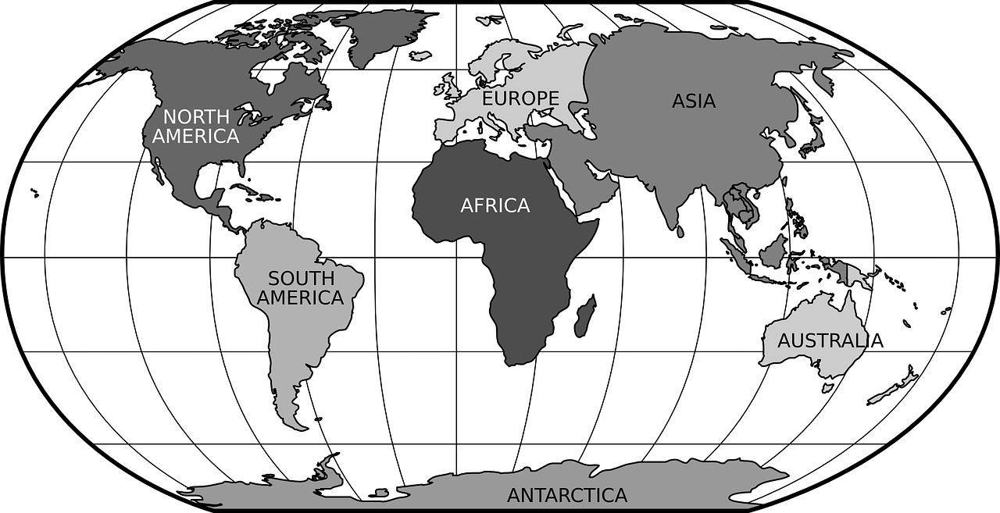 NORTH
AMERICA
EUROPE
ASIA
AFRICA
SOUTH
AMERICA
AUSTRALIA
ANTARCTICA